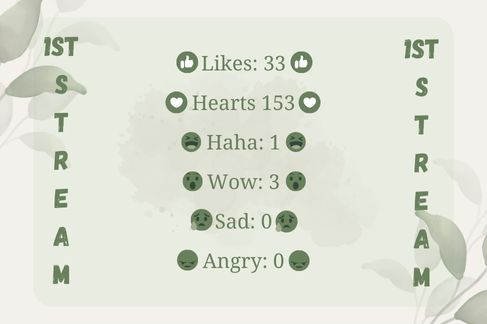 1ST
S
T
R
E
A
M
Likes: 33
Hearts 153
Haha: 1
Wow: 3
Sad: 0
Angry: 0
1ST
S
T
R
E
A
M